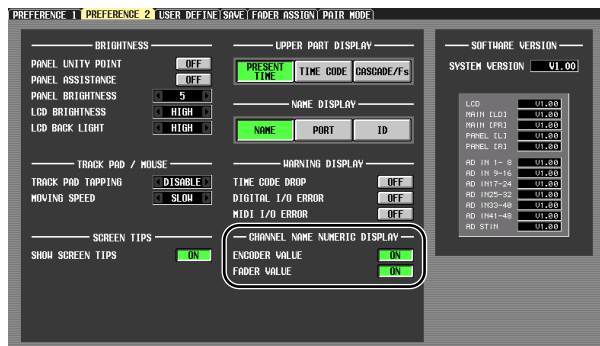 PREFERENCE 1 PREFERENCE 2 USER DEFINE SAVE FADER ASSIGN PAIR MODE
BRIGHTNESS
PANEL UNITY POINT OFF
PANEL ASSISTANCE OFF
PANEL BRIGHTNESS 5
LCD BRIGHTNESS HIGH
LCD BACK LIGHT HIGH
TRACK PAD / MOUSE
TRACK PAD TAPPING DISABLE
MOVING SPEED SLOW
SCREEN TIPS
SHOW SCREEN TIPS ON
UPPER PART DISPLAY
PRESENT TIME TIME CODE CASCADE/Fs
NAME DISPLAY
NAME PORT ID
WARNING DISPLAY
TIME CODE DROP OFF
DIGITAL I/O ERROR OFF
MIDI I/O ERROR OFF
CHANNEL NAME NUMERIC DISPLAY
ENCODER VALUE ON
FADER VALUE ON
SOFTWARE VERSION
SYSTEM VERSION V1.00
LCD V1.00
MAIN [LD] V1.00
MAIN [PR] V1.00
PANEL [L] V1.00
PANEL [R] V1.00
AD IN 1- 8 V1.00
AD IN 9-16 V1.00
AD IN17-24 V1.00
AD IN25-32 V1.00
AD IN33-40 V1.00
AD IN41-48 V1.00
AD STIN V1.00